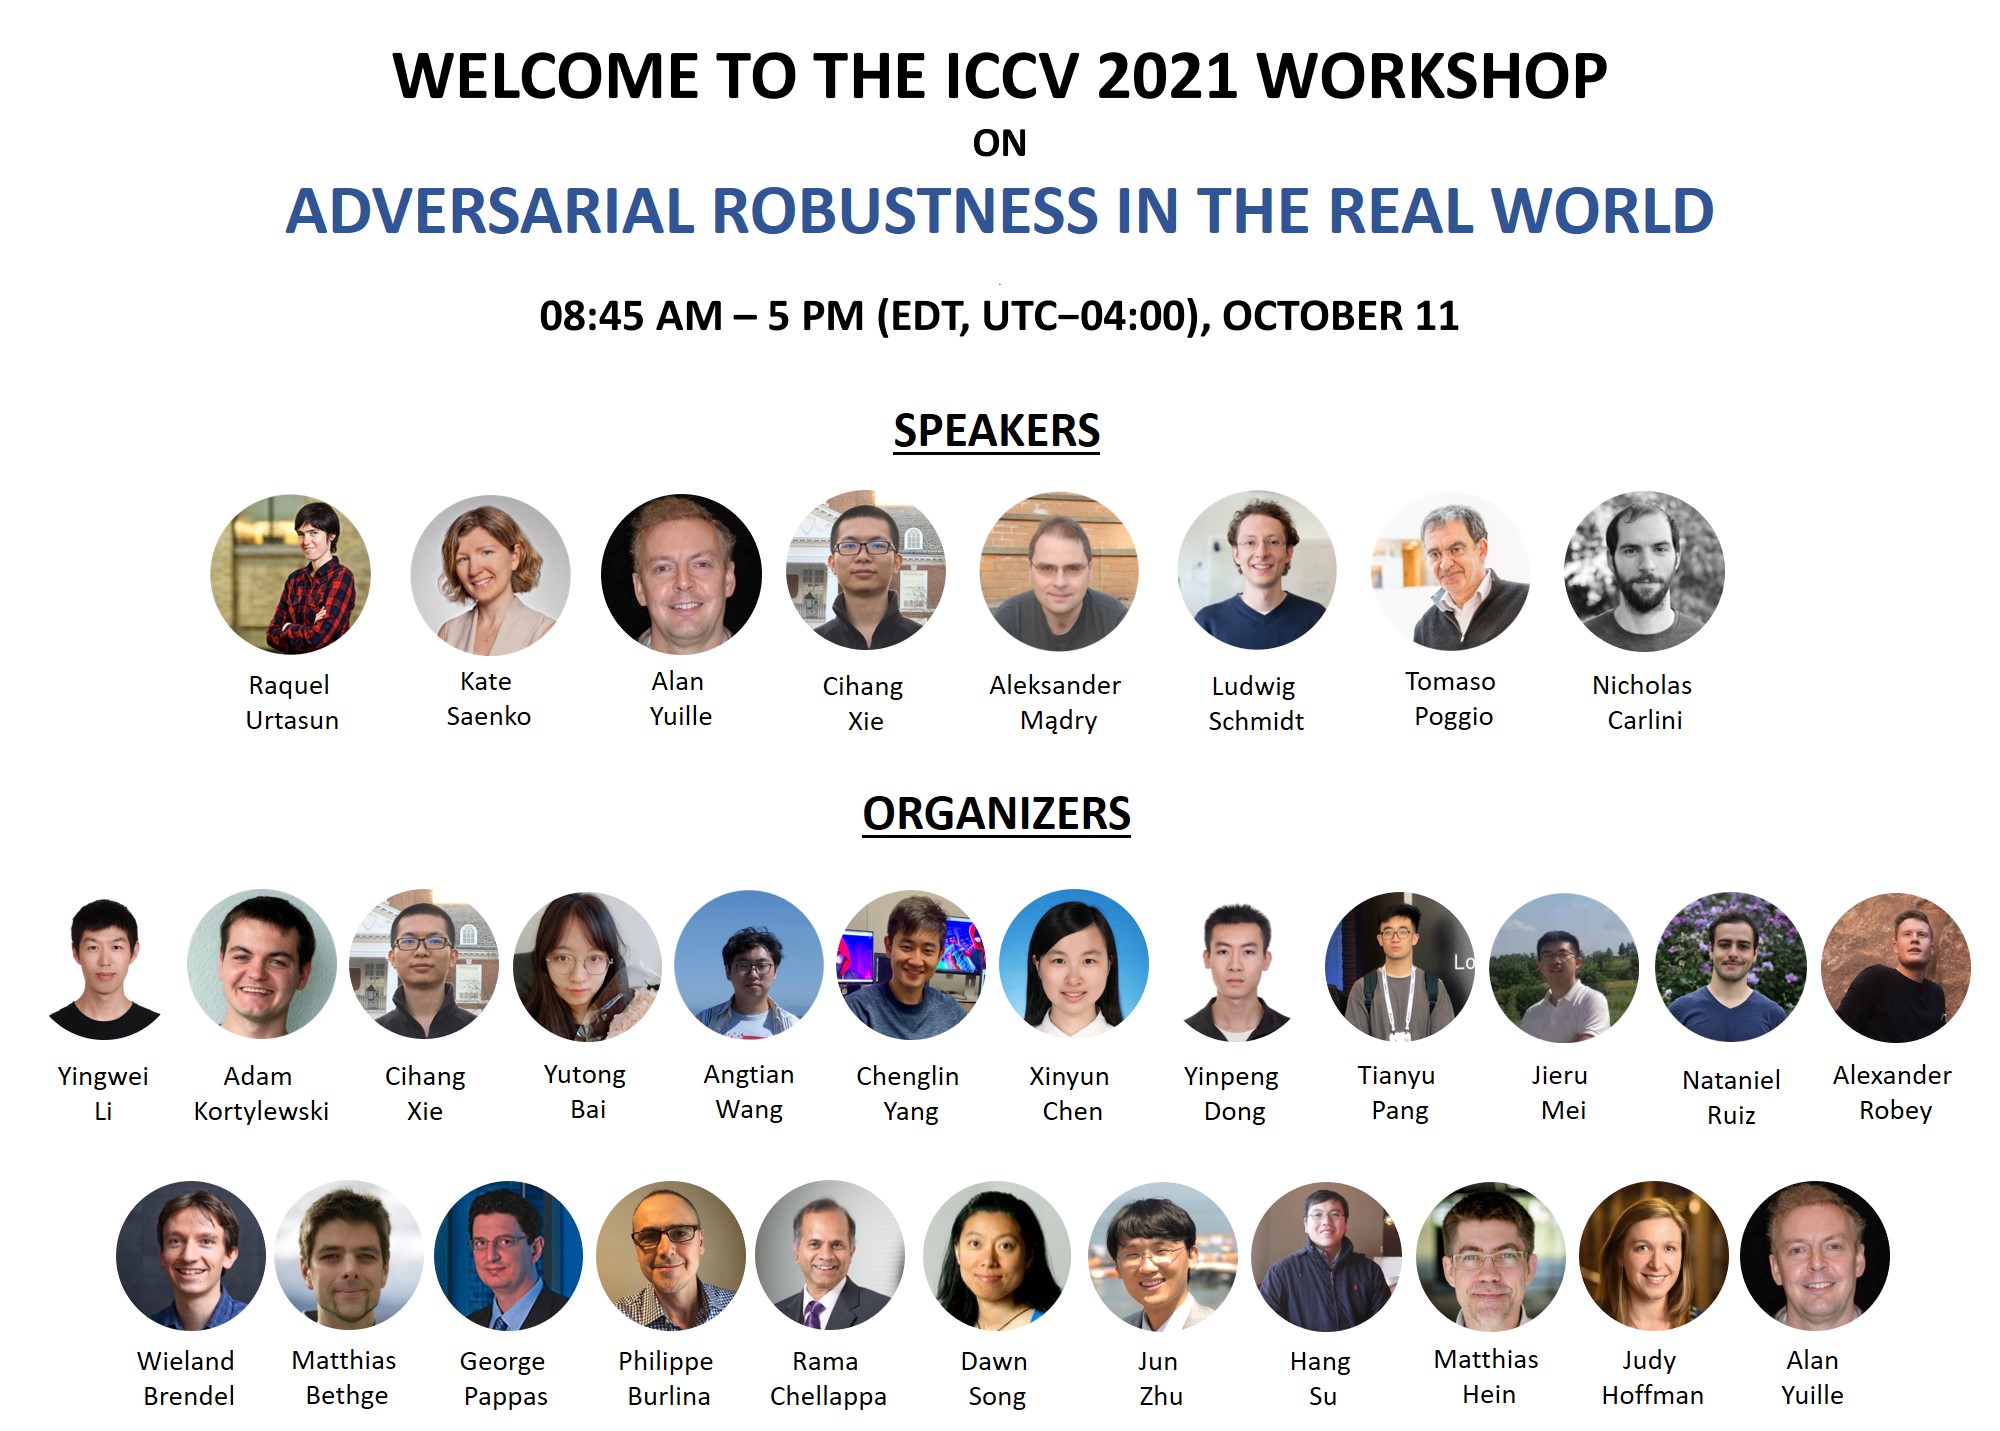 WELCOME TO THE ICCV 2021 WORKSHOP
ON
ADVERSARIAL ROBUSTNESS IN THE REAL WORLD
08:45 AM – 5 PM (EDT, UTC–04:00), OCTOBER 11
SPEAKERS
Raquel
Urtasun
Kate
Saenko
Alan
Yuille
Cihang
Xie
Aleksander
Mądry
Ludwig
Schmidt
Tomaso
Poggio
Nicholas
Carlini
ORGANIZERS
Lo
Yingwei
Li
Adam
Kortylewski
Cihang
Xie
Yutong
Bai
Angtian
Wang
Chenglin
Yang
Xinyun
Chen
Yinpeng
Dong
Tianyu
Pang
Jieru
Mei
Nataniel
Ruiz
Alexander
Robey
Wieland
Brendel
Matthias
Bethge
George
Pappas
Philippe
Burlina
Rama
Chellappa
Dawn
Song
Jun
Zhu
Hang
Su
Matthias
Hein
Judy
Hoffman
Alan
Yuille